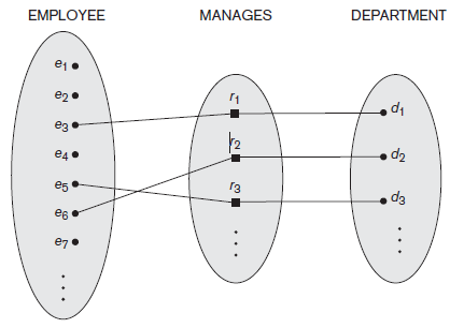 EMPLOYEE MANAGES DEPARTMENT
e1
e2
e3
e4
e5
e6
e7
r1
r2
r3
d1
d2
d3